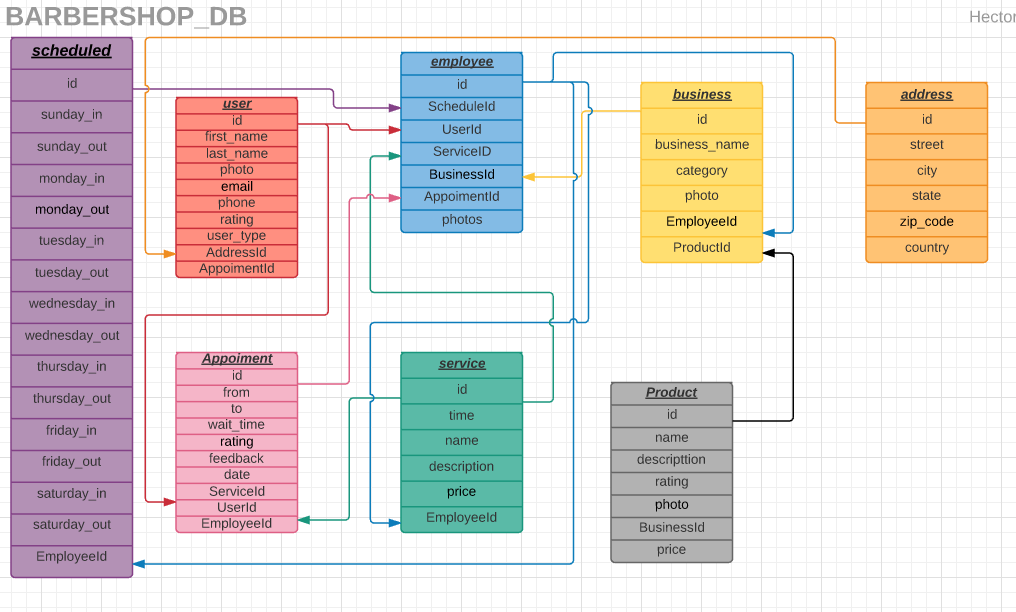 BARBERSHOP_DB
Hector
scheduled
id
sunday_in
sunday_out
monday_in
monday_out
tuesday_in
tuesday_out
wednesday_in
wednesday_out
thursday_in
thursday_out
friday_in
friday_out
saturday_in
saturday_out
EmployeeId
user
id
first_name
last_name
photo
email
phone
rating
user_type
AddressId
AppoimentId
employee
id
ScheduleId
UserId
ServiceID
BusinessId
AppoimentId
photos
business
id
business_name
category
photo
EmployeeId
ProductId
address
id
street
city
state
zip_code
country
Appoiment
id
from
to
wait_time
rating
feedback
date
ServiceId
UserId
EmployeeId
service
id
time
name
description
price
EmployeeId
Product
id
name
descripttion
rating
photo
BusinessId
price